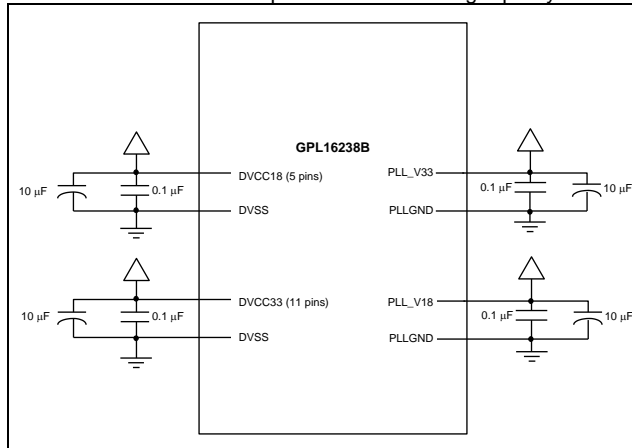 GPL16238B
DVCC18 (5 pins)
PLL_V33
10 µF
0.1 µF
0.1 µF
10 µF
DVSS
PLLGND
DVCC33 (11 pins)
PLL_V18
10 µF
0.1 µF
0.1 µF
10 µF
DVSS
PLLGND